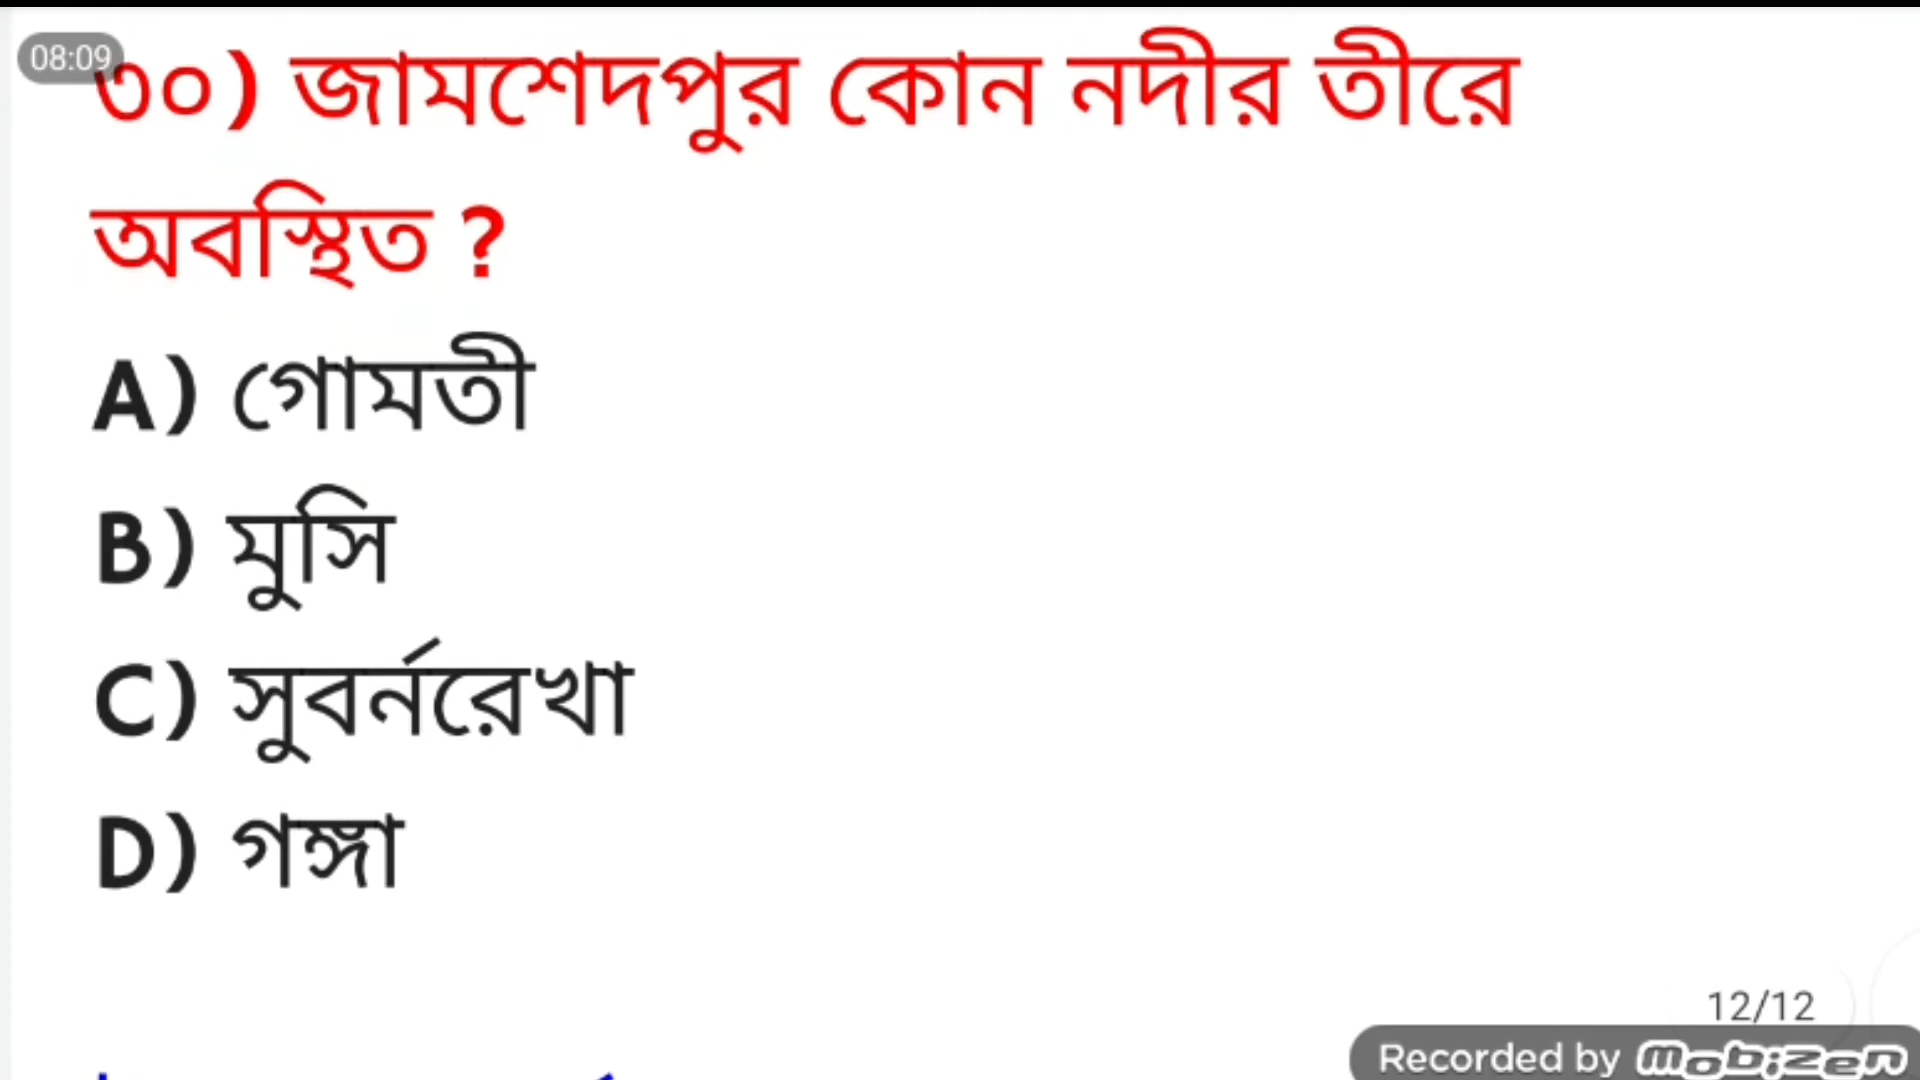 08:09
৩০) জামশেদপুর কোন নদীর তীরে
অবস্থিত ?
A) গোমতী
B) মুসি
C) সুবর্নরেখা
D) গঙ্গা
12/12
Recorded by mobizen